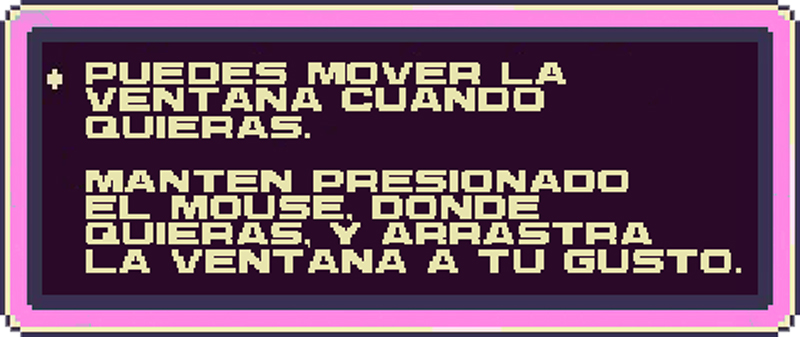 PUEDES MOVER LA
VENTANA CUANDO
QUIERAS.
MANTEN PRESIONADO
EL MOUSE, DONDE
QUIERAS, Y ARRASTRA
LA VENTANA A TU GUSTO.